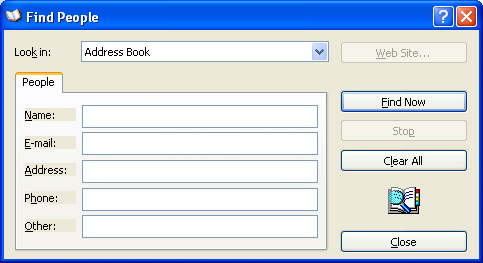 Find People
Look in: Address Book
Web Site...
People
Name:
E-mail:
Address:
Phone:
Other:
Find Now
Stop
Clear All
Close